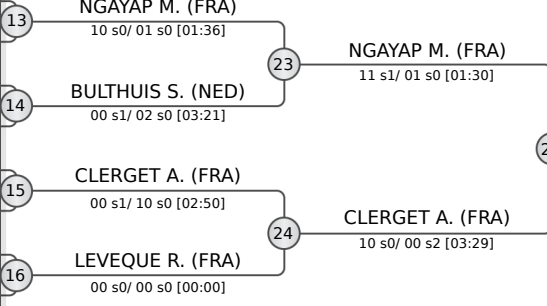 NGAYAP M. (FRA)
13
10 s0/ 01 s0 [01:36]
23
NGAYAP M. (FRA)
11 s1/ 01 s0 [01:30]
BULTHUIS S. (NED)
14
00 s1/ 02 s0 [03:21]
CLERGET A. (FRA)
15
00 s1/ 10 s0 [02:50]
24
CLERGET A. (FRA)
10 s0/ 00 s2 [03:29]
LEVEQUE R. (FRA)
16
00 s0/ 00 s0 [00:00]